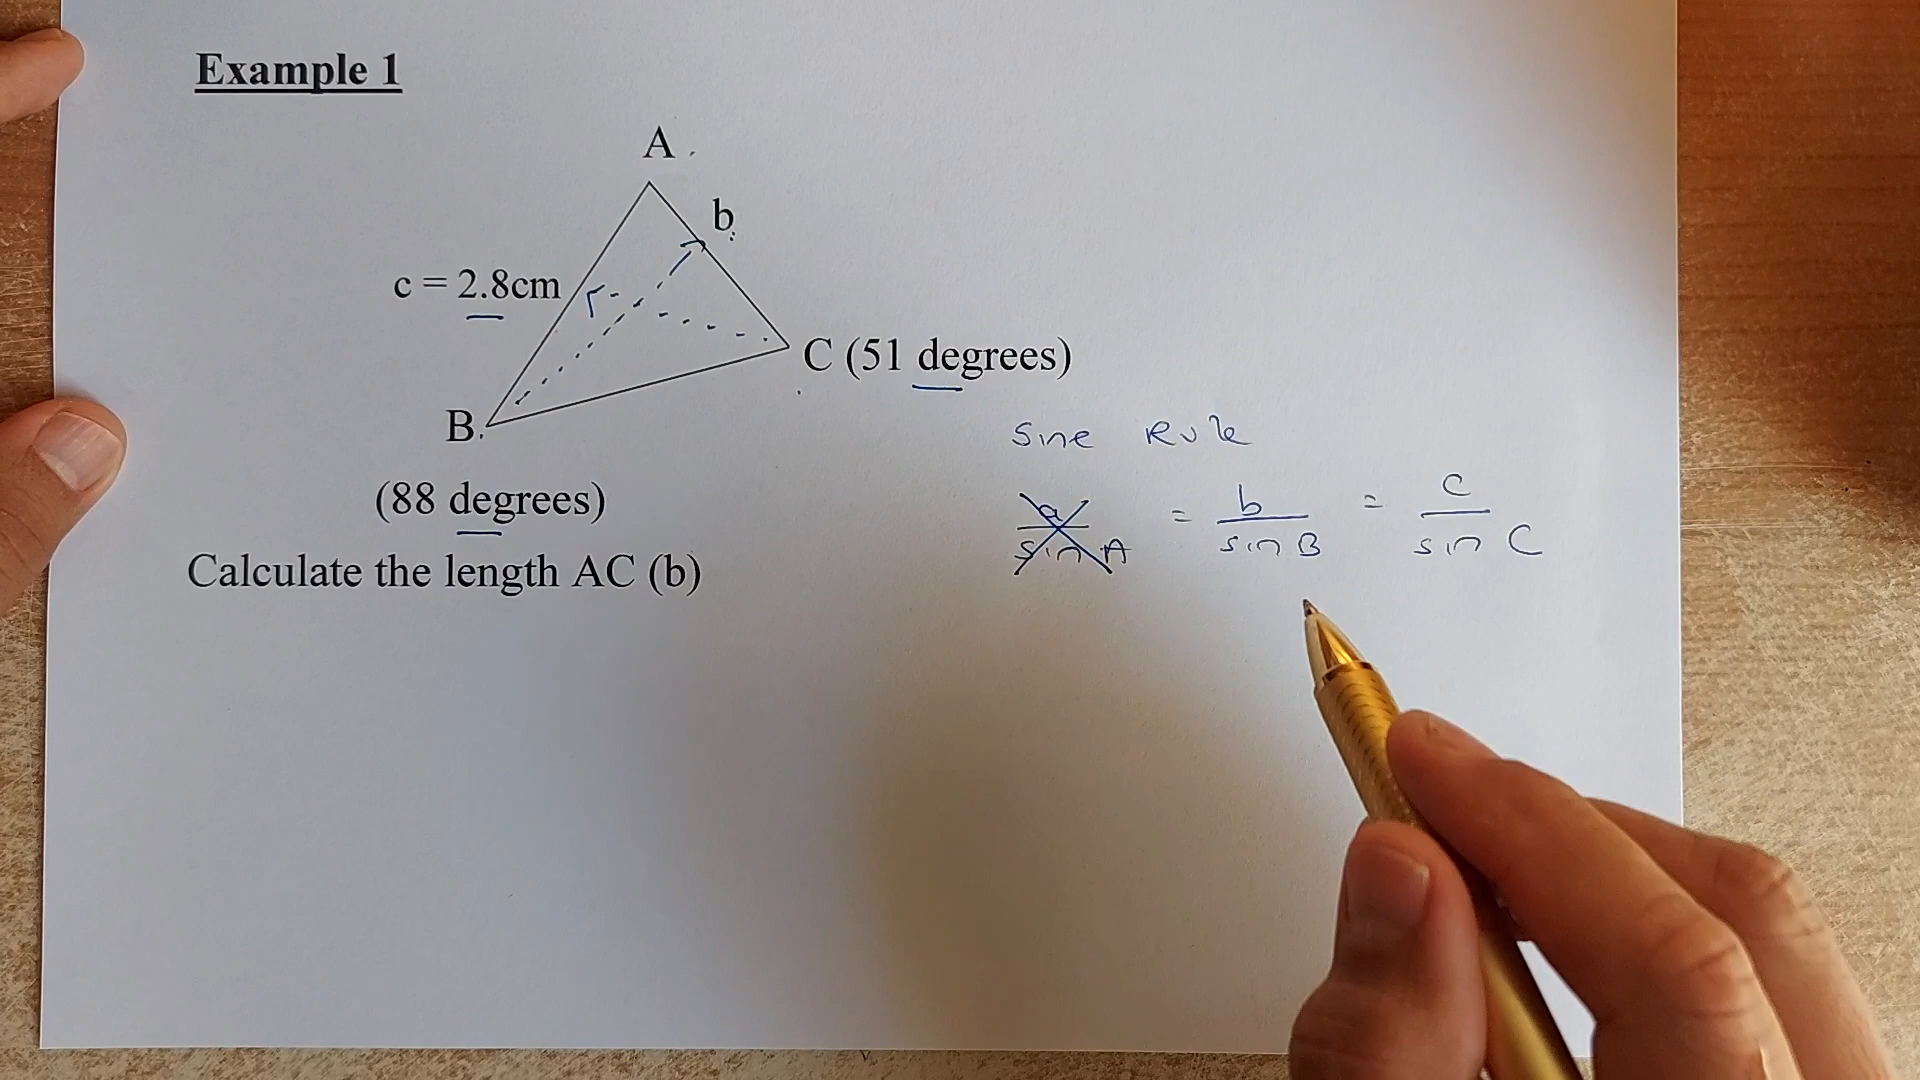 Example 1
A
b
c = 2.8cm
C (51 degrees)
B
(88 degrees)
Calculate the length AC (b)
Sine Rule
a/sin A = b/sin B = c/sin C